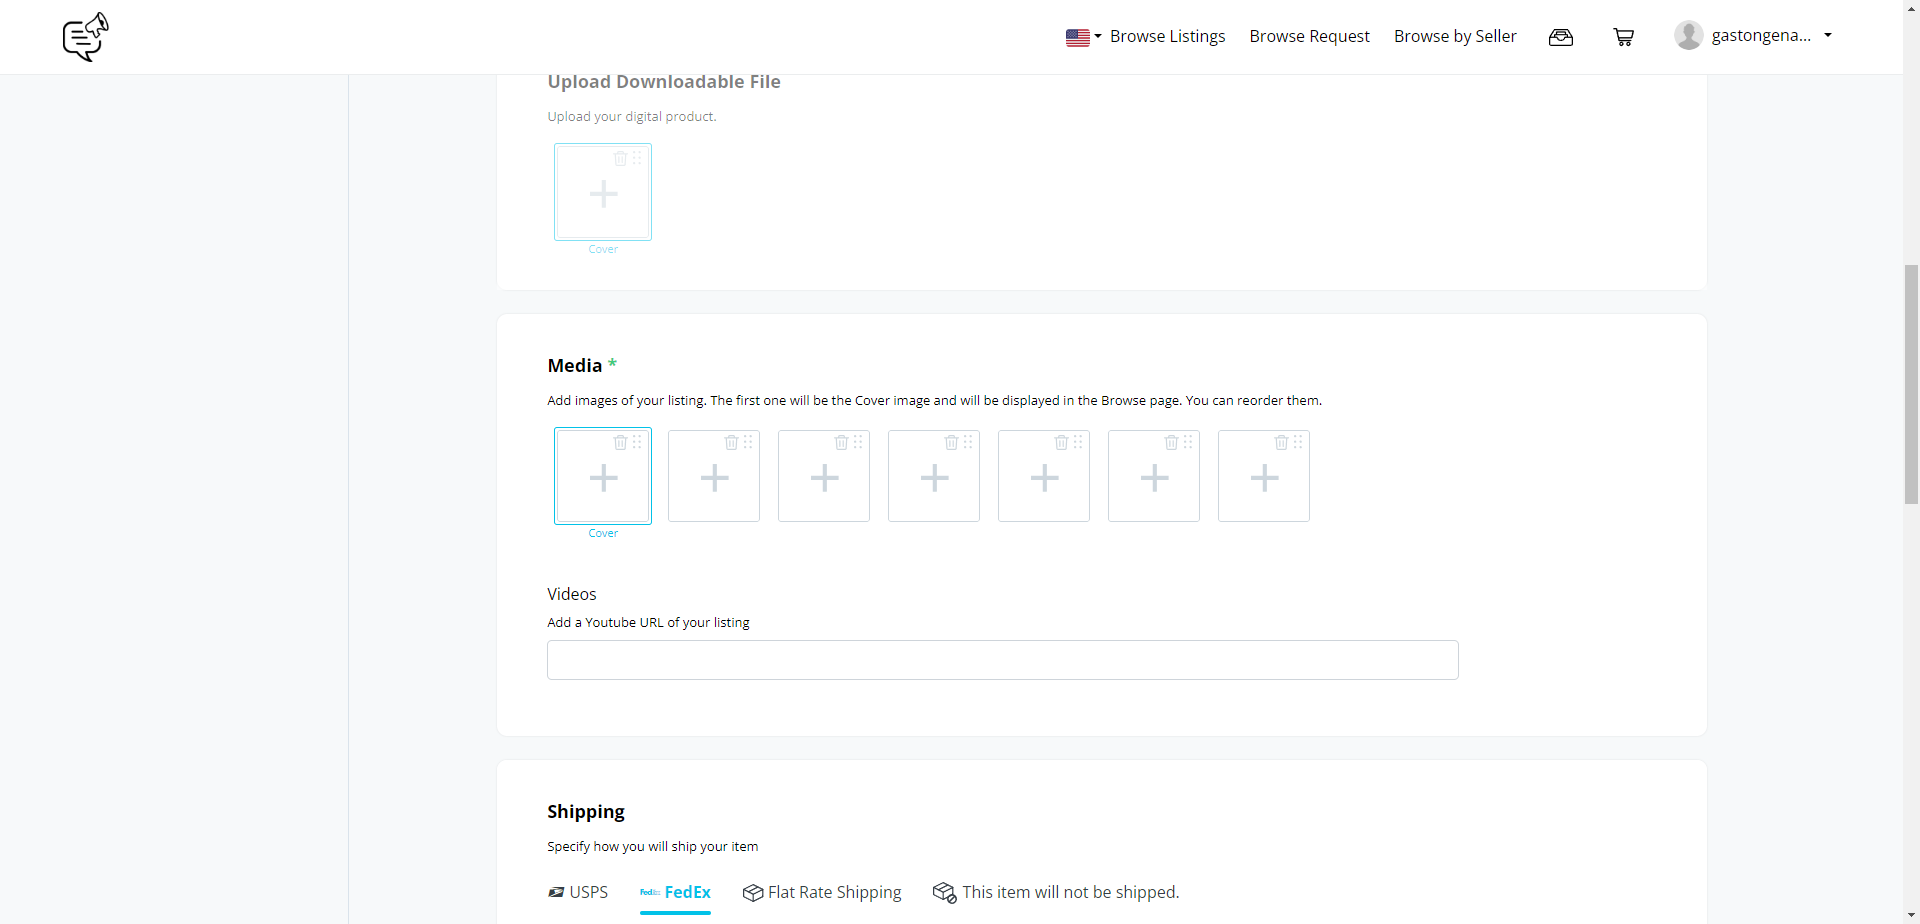 Browse Listings
Browse Request
Browse by Seller
gastongena...
Upload Downloadable File
Upload your digital product.
Cover
Media *
Add images of your listing. The first one will be the Cover image and will be displayed in the Browse page. You can reorder them.
Cover
Videos
Add a Youtube URL of your listing
Shipping
Specify how you will ship your item
USPS
FedEx FedEx
Flat Rate Shipping
This item will not be shipped.